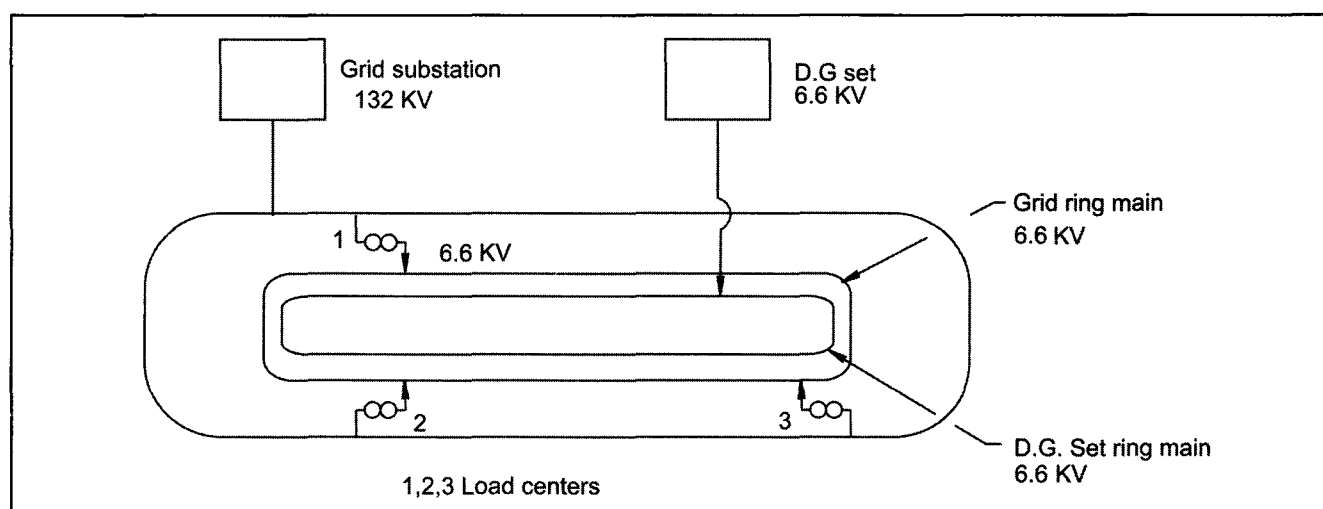 Grid substation
132 KV
D.G set
6.6 KV
Grid ring main
6.6 KV
1
6.6 KV
2
3
D.G. Set ring main
6.6 KV
1,2,3 Load centers